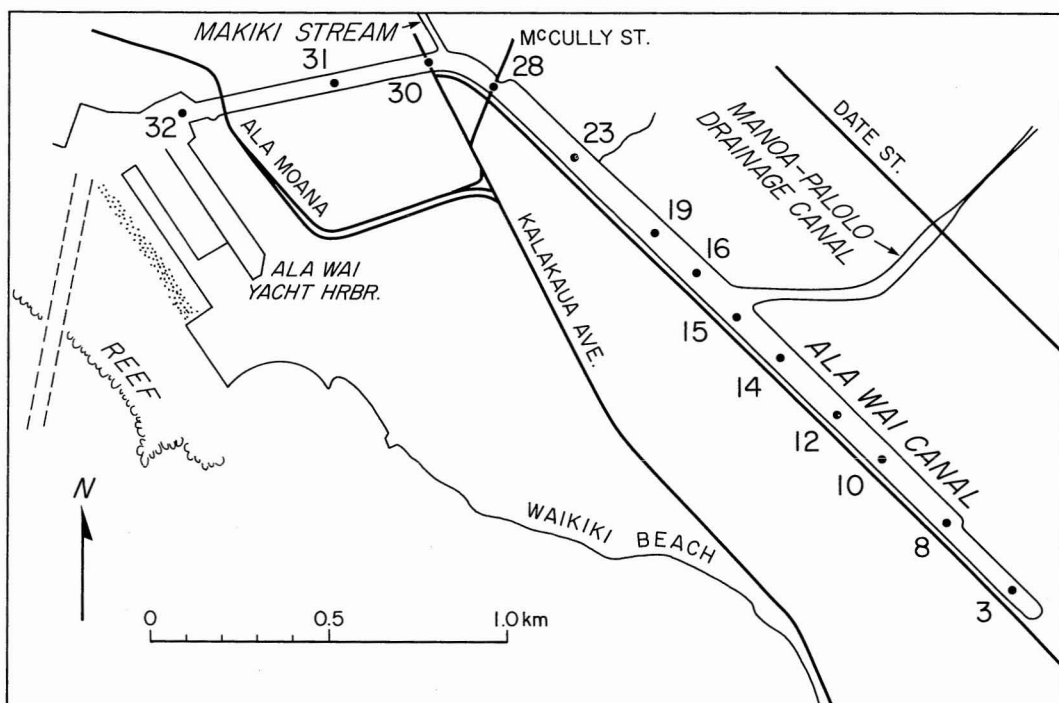 MAKIKI STREAM
McCULLY ST.
31
30
28
32
23
ALA MOANA
MANOA-PALOLO
DRAINAGE CANAL
DATE ST.
19
16
KALAKAUA AVE.
ALA WAI
YACHT HRBR.
15
14
ALA WAI CANAL
REEF
12
10
N
WAIKIKI BEACH
8
3
0 0.5 1.0 km